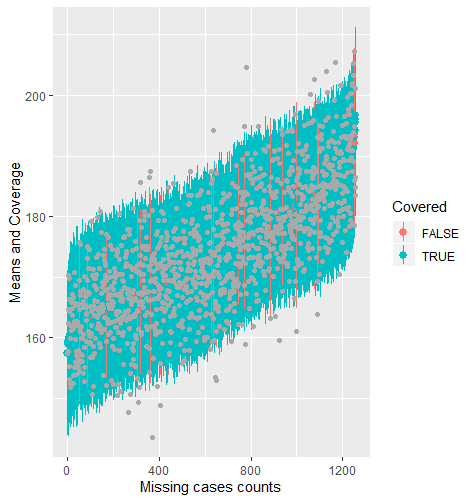 Means and Coverage
200
180
160
0
400
800
1200
Missing cases counts
Covered
FALSE
TRUE